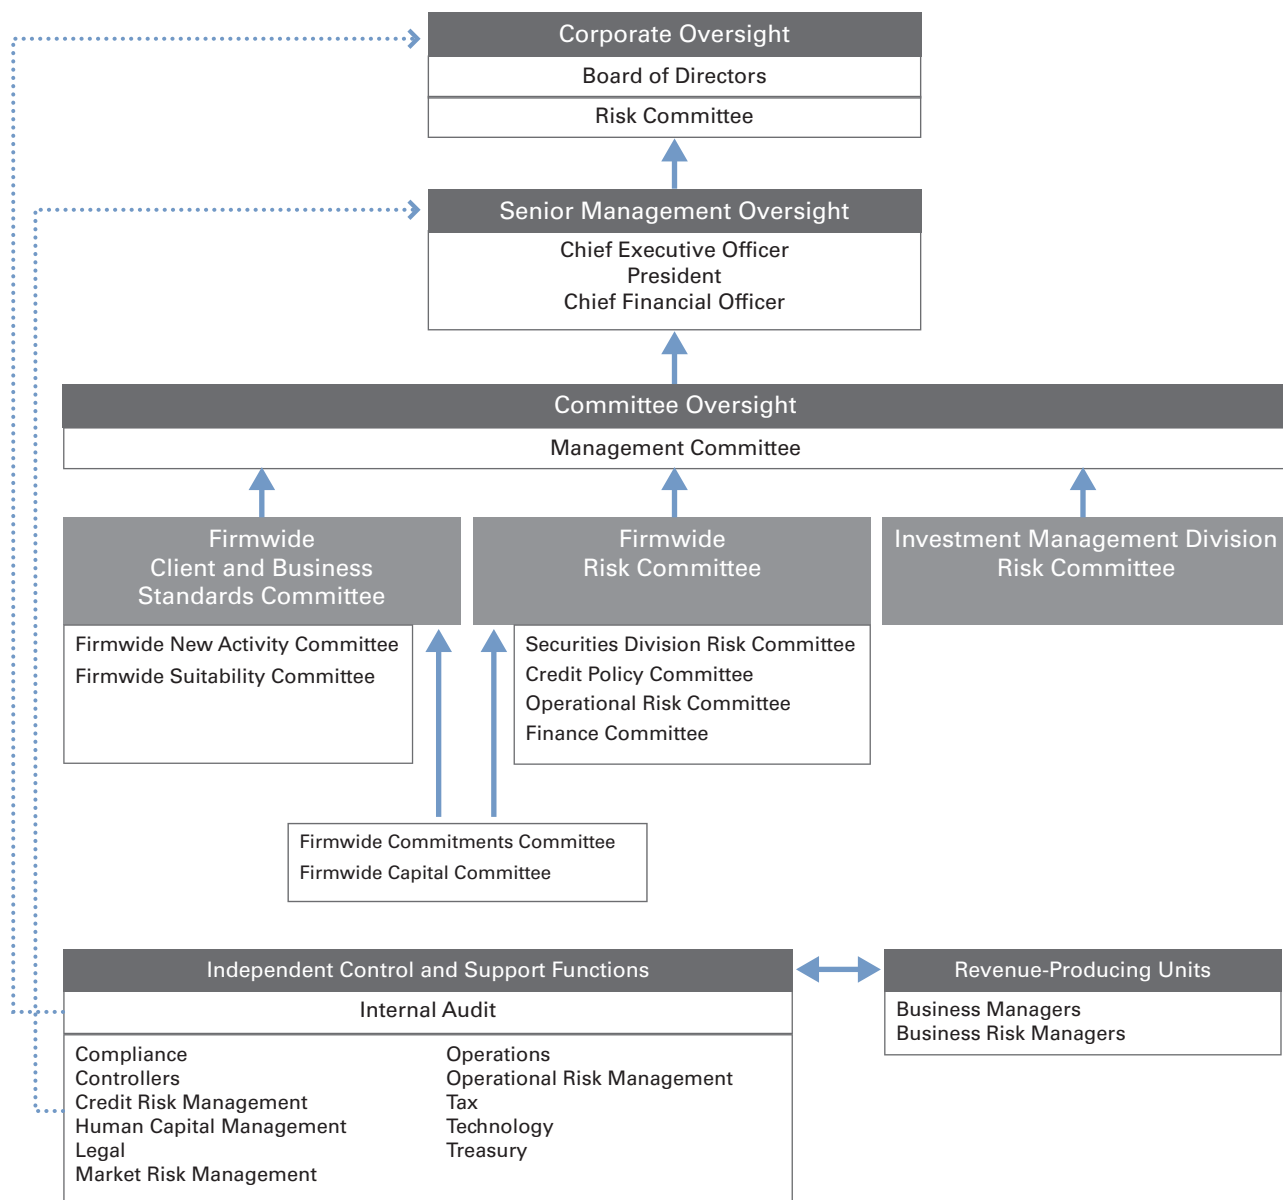 Corporate Oversight
Board of Directors
Risk Committee
Senior Management Oversight
Chief Executive Officer
President
Chief Financial Officer
Committee Oversight
Management Committee
Firmwide
Client and Business
Standards Committee
Firmwide New Activity Committee
Firmwide Suitability Committee
Firmwide
Risk Committee
Securities Division Risk Committee
Credit Policy Committee
Operational Risk Committee
Finance Committee
Investment Management Division
Risk Committee
Firmwide Commitments Committee
Firmwide Capital Committee
Independent Control and Support Functions
Internal Audit
Compliance
Controllers
Credit Risk Management
Human Capital Management
Legal
Market Risk Management
Operations
Operational Risk Management
Tax
Technology
Treasury
Revenue-Producing Units
Business Managers
Business Risk Managers